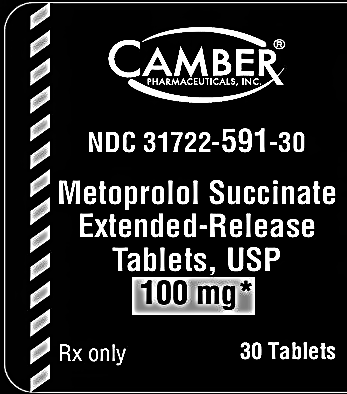 CAMBER®
PHARMACEUTICALS, INC.
NDC 31722-591-30
Metoprolol Succinate
Extended-Release
Tablets, USP
100 mg*
Rx only
30 Tablets